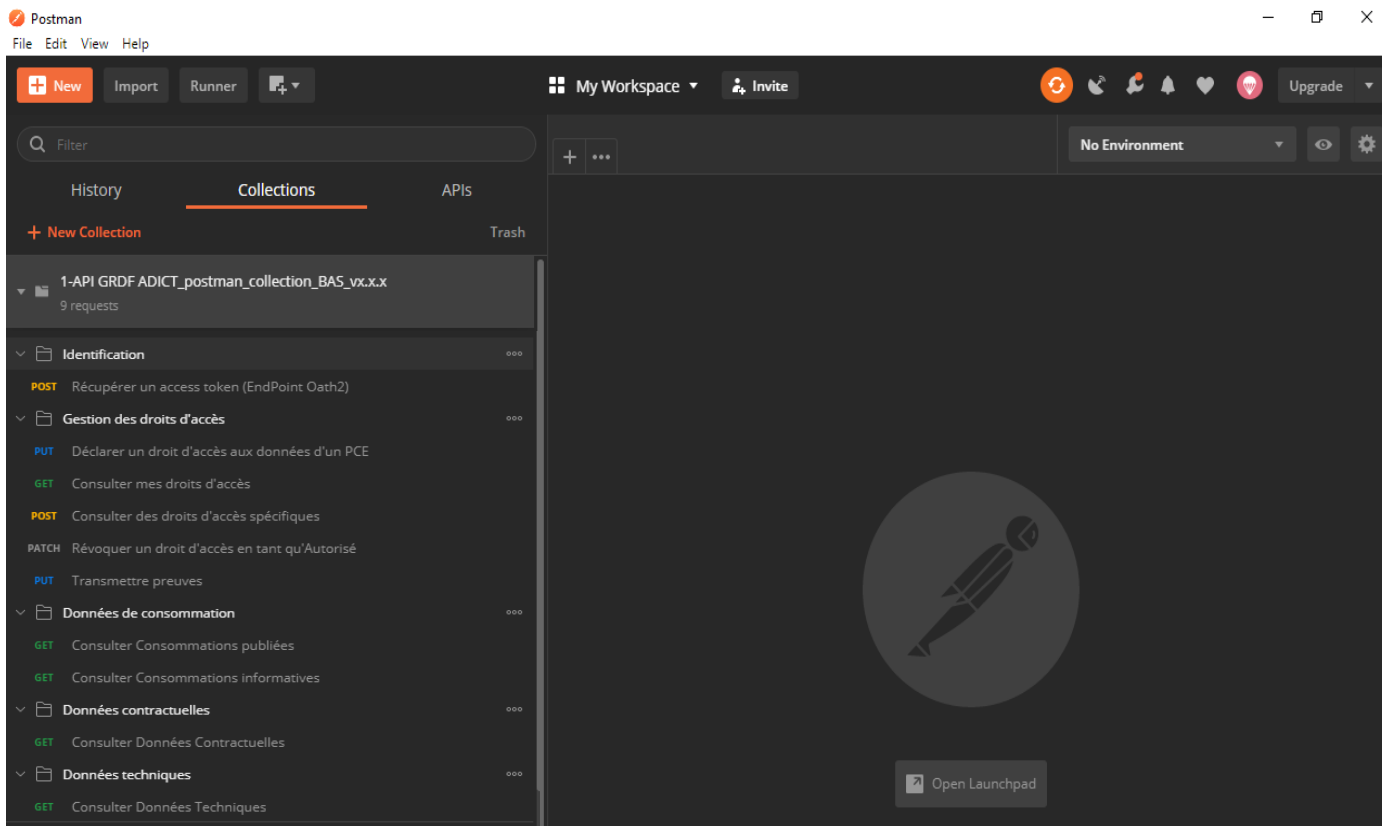 Postman
File Edit View Help
New Import Runner My Workspace Invite Upgrade
Filter
No Environment
History Collections APIs
New Collection Trash
1-API GRDF ADICT_postman_collection_BAS_vx.x.x
9 requests
Identification
POST Récupérer un access token (EndPoint Oath2)
Gestion des droits d'accès
PUT Déclarer un droit d'accès aux données d'un PCE
GET Consulter mes droits d'accès
POST Consulter des droits d'accès spécifiques
PATCH Révoquer un droit d'accès en tant qu'Autorisé
PUT Transmettre preuves
Données de consommation
GET Consulter Consommations publiées
GET Consulter Consommations informatives
Données contractuelles
GET Consulter Données Contractuelles
Données techniques
Open Launchpad
GET Consulter Données Techniques